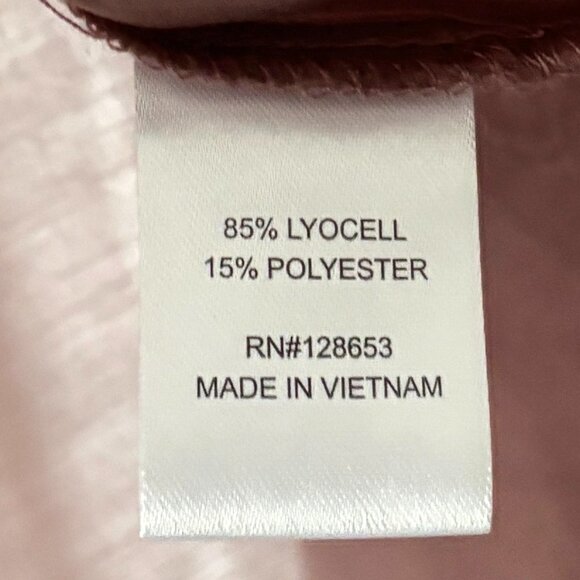 85% LYOCELL
15% POLYESTER
RN#128653
MADE IN VIETNAM